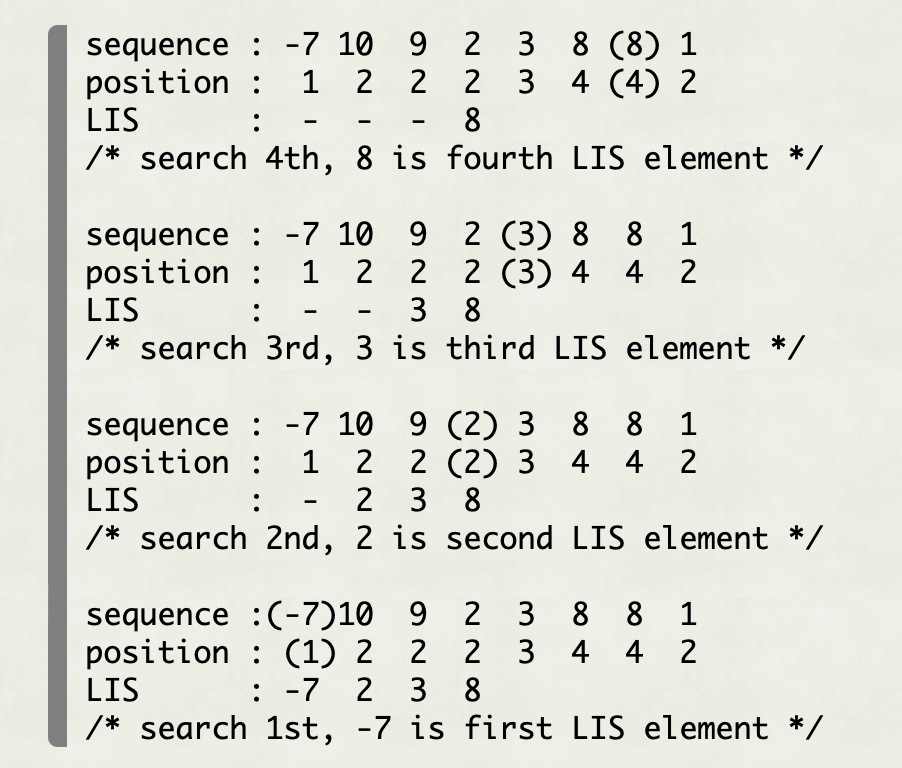 sequence : -7 10  9  2  3  8 (8) 1
position :  1  2  2  2  3  4 (4) 2
LIS      :  -  -  -  8
/* search 4th, 8 is fourth LIS element */

sequence : -7 10  9  2 (3) 8  8  1
position :  1  2  2  2 (3) 4  4  2
LIS      :  -  -  3  8
/* search 3rd, 3 is third LIS element */

sequence : -7 10  9 (2) 3  8  8  1
position :  1  2  2 (2) 3  4  4  2
LIS      :  -  2  3  8
/* search 2nd, 2 is second LIS element */

sequence :(-7)10  9  2  3  8  8  1
position : (1) 2  2  2  3  4  4  2
LIS      : -7  2  3  8
/* search 1st, -7 is first LIS element */